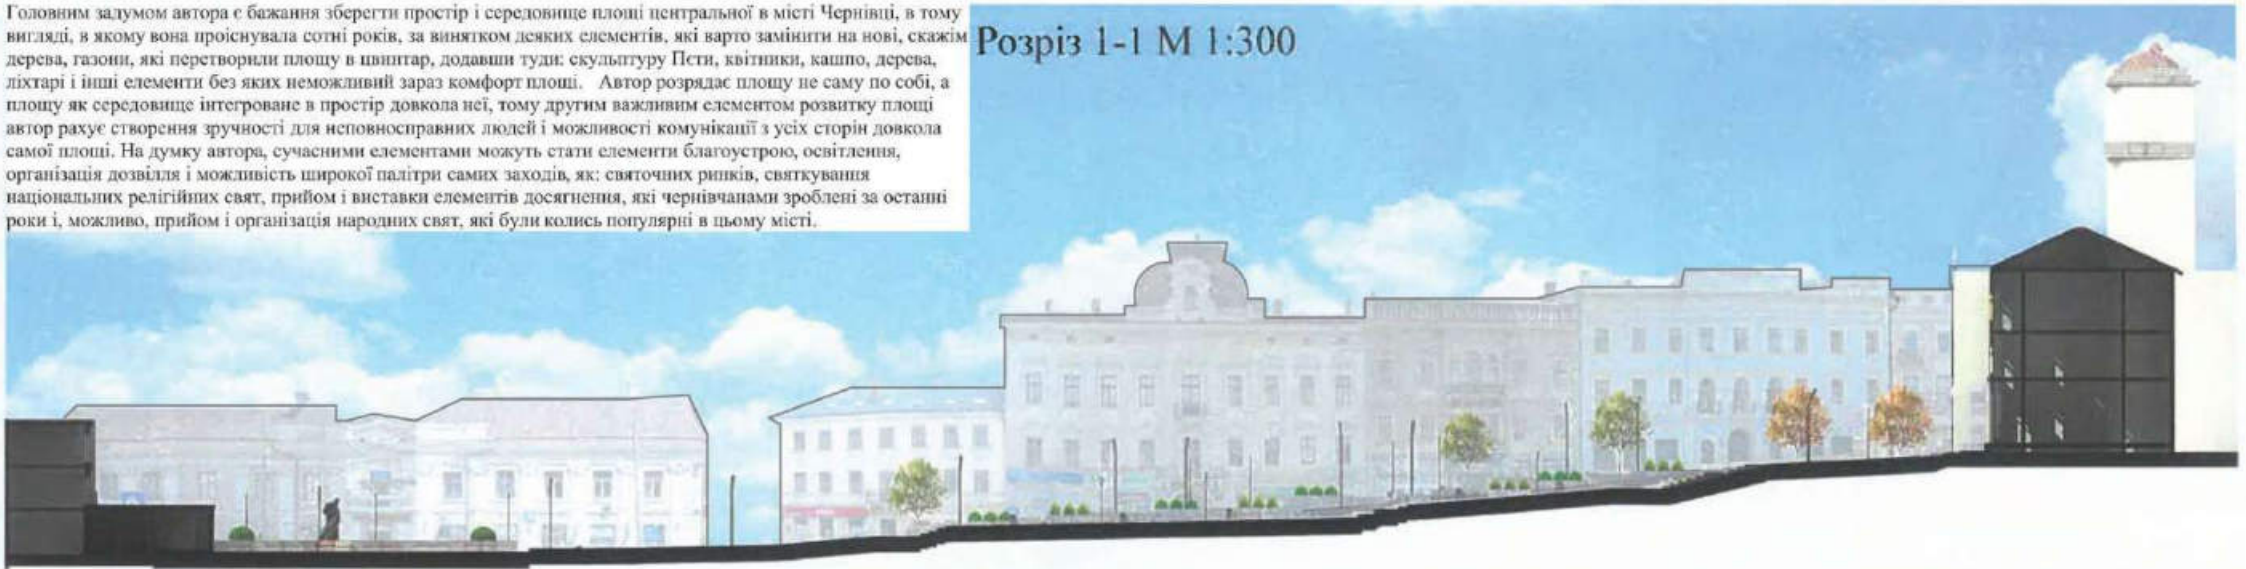 Головним задумом автора є бажання зберегти простір і середовище площі центральної в місті Чернівці, в тому
вигляді, в якому вона проіснувала сотні років, за винятком деяких елементів, які варто замінити на нові, скажім
дерева, газони, які перетворили площу в цвинтар, додавши туди: скульптуру Пєти, квітники, кашпо, дерева,
ліхтарі і інші елементи без яких неможливий зараз комфорт площі. Автор розрядає площу не саму по собі, а
площу як середовище інтегроване в простір довкола неї, тому другим важливим елементом розвитку площі
автор рахує створення зручності для неповносправних людей і можливості комунікації з усіх сторін довкола
самої площі. На думку автора, сучасними елементами можуть стати елементи благоустрою, освітлення,
організація дозвілля і можливість широкої палітри самих заходів, як: святочних ринків, святкування
національних релігійних свят, прийом і виставки елементів досягнення, які чернівчанами зроблені за останні
роки і, можливо, прийом і організація народних свят, які були колись популярні в цьому місті.
Розріз 1-1 М 1:300